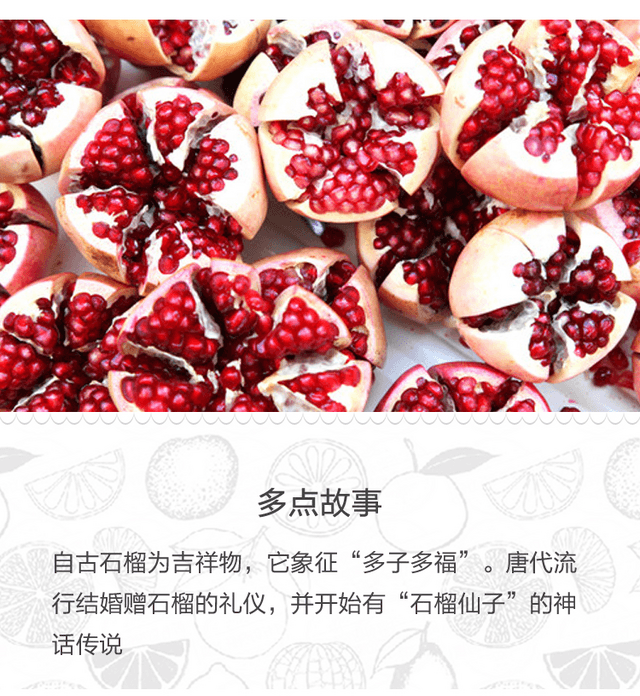 多点故事
自古石榴为吉祥物，它象征“多子多福”。唐代流
行结婚赠石榴的礼仪，并开始有“石榴仙子”的神
话传说